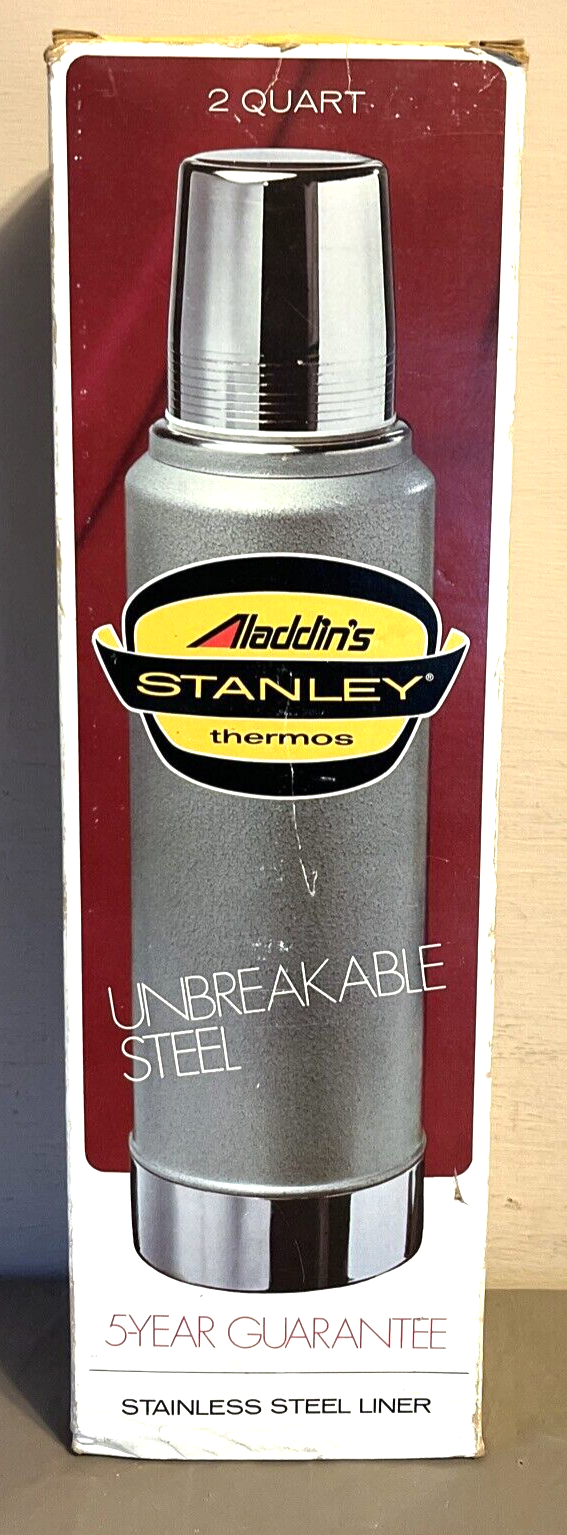 2 QUART
Aladdin's
STANLEY®
thermos
UNBREAKABLE
STEEL
5-YEAR GUARANTEE
STAINLESS STEEL LINER